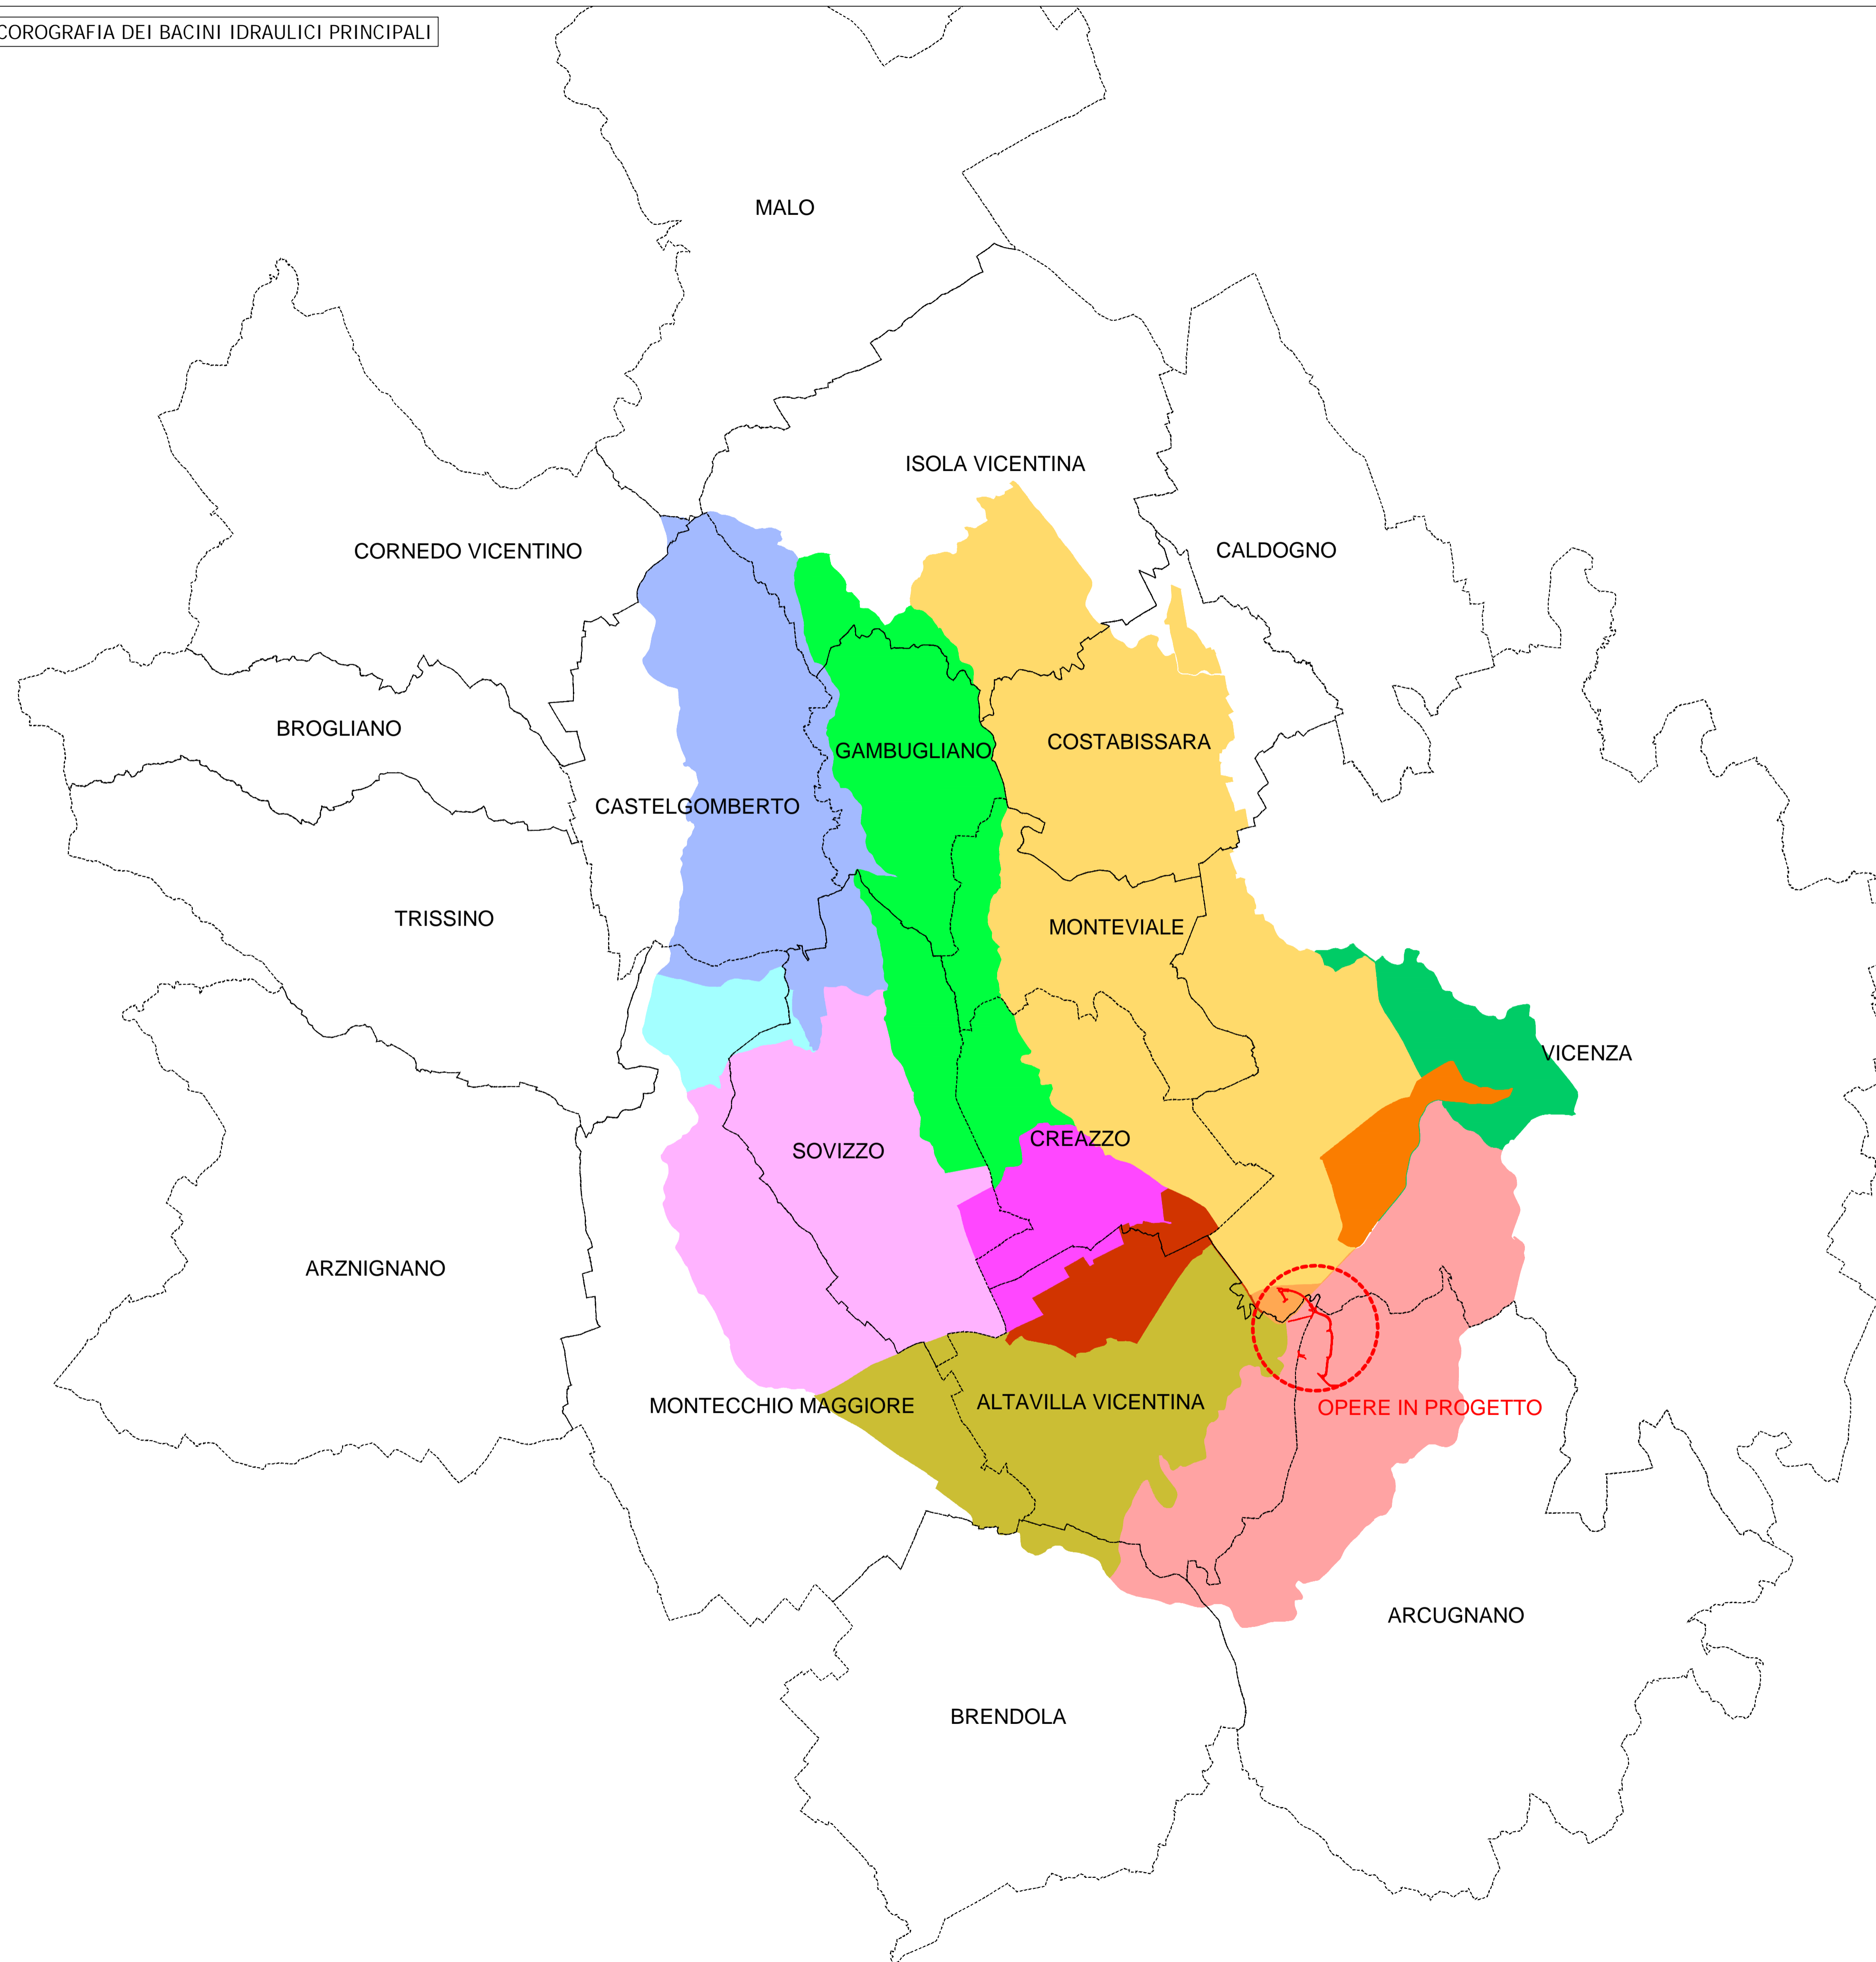 COROGRAFIA DEI BACINI IDRAULICI PRINCIPALI
MALO
ISOLA VICENTINA
CORNEDO VICENTINO
CALDOGNO
BROGLIANO
GAMBUGLIANO
COSTABISSARA
CASTELGOMBERTO
TRISSINO
MONTEVIALE
VICENZA
CREAZZO
SOVIZZO
ARZNIGNANO
MONTECCHIO MAGGIORE
ALTAVILLA VICENTINA
OPERE IN PROGETTO
ARCUGNANO
BRENDOLA